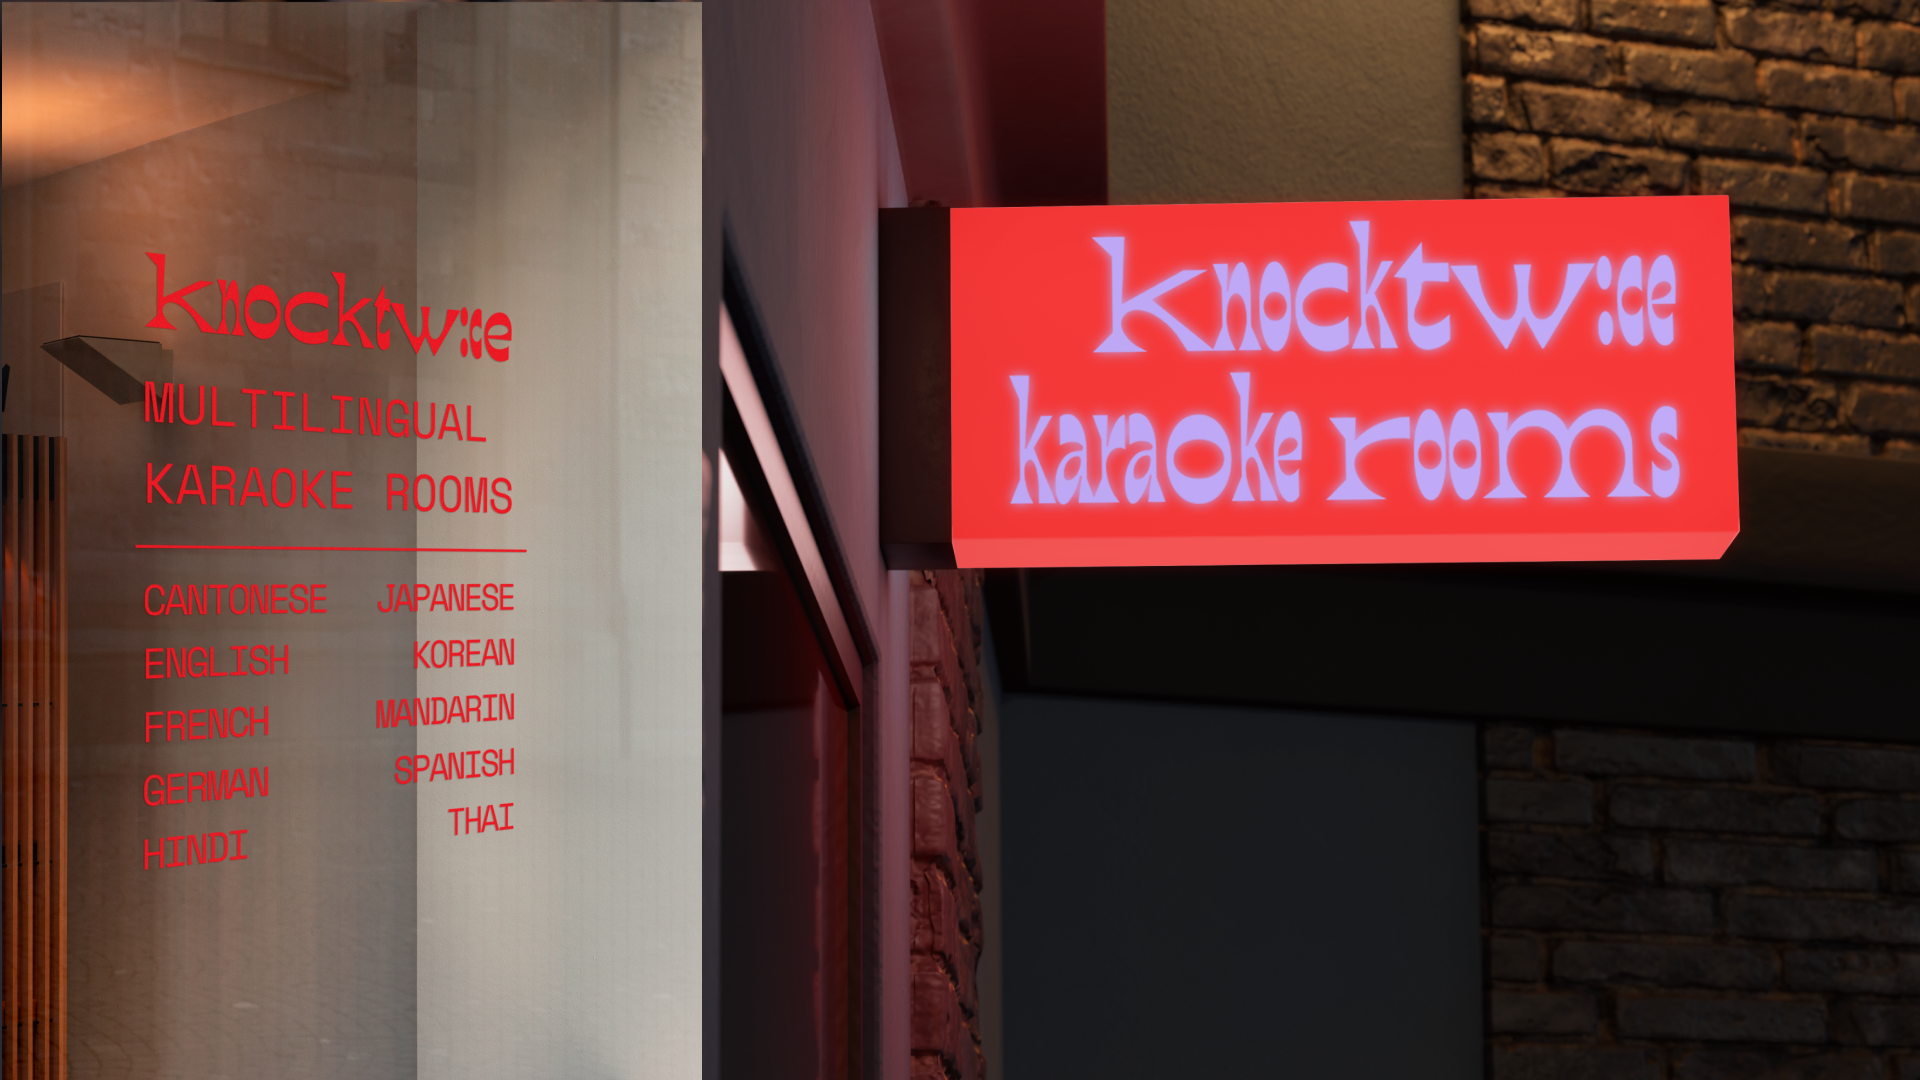 knocktw:ce
MULTILINGUAL
KARAOKE ROOMS
CANTONESE JAPANESE
ENGLISH KOREAN
FRENCH MANDARIN
GERMAN SPANISH
HINDI THAI
knocktw:ce
karaoke rooms